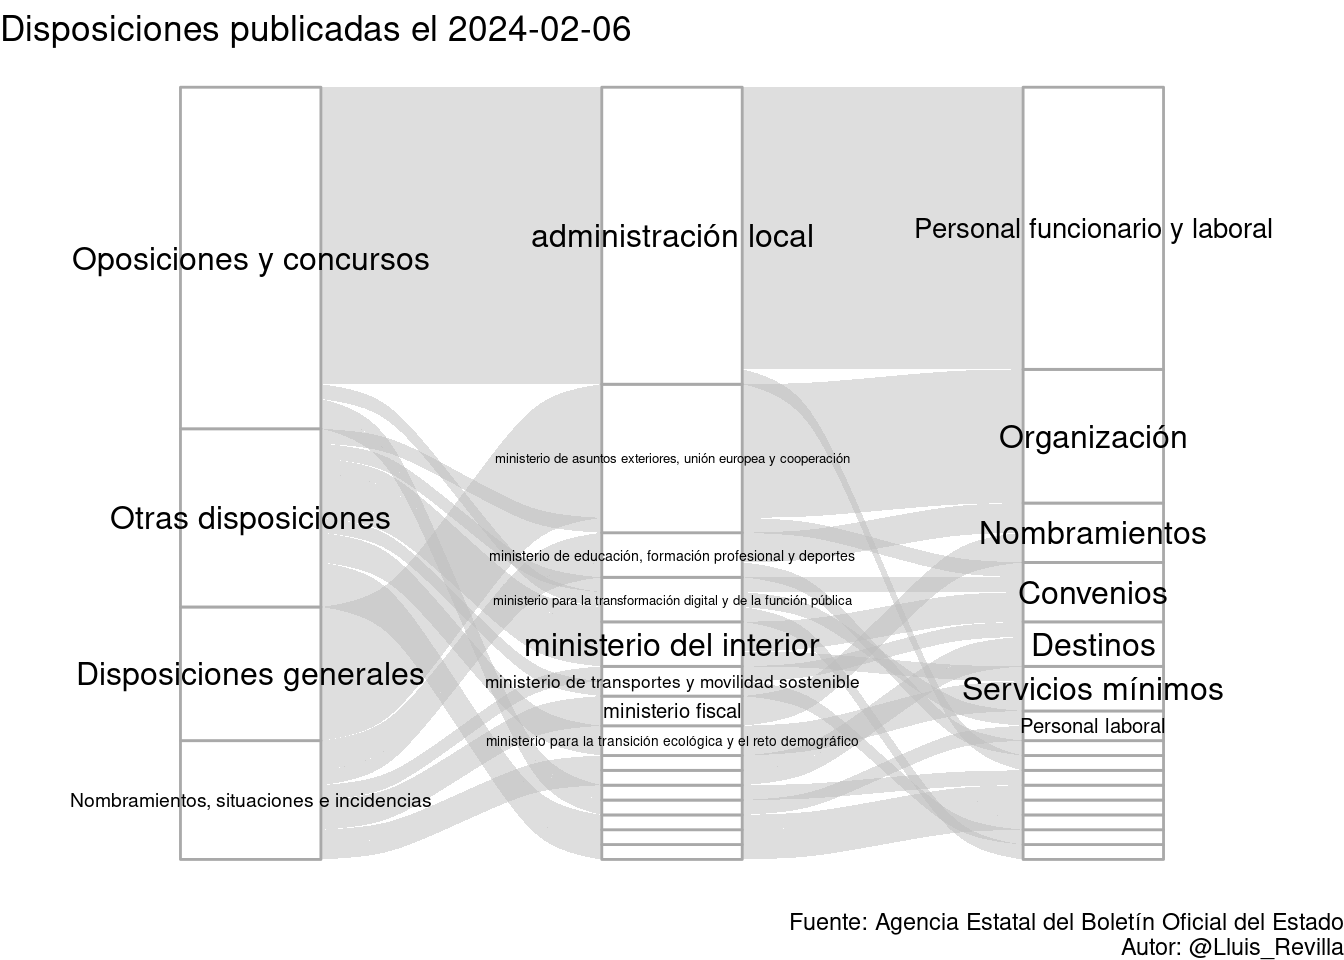 Disposiciones publicadas el 2024-02-06
Oposiciones y concursos
Otras disposiciones
Disposiciones generales
Nombramientos, situaciones e incidencias
administración local
ministerio de asuntos exteriores, unión europea y cooperación
ministerio de educación, formación profesional y deportes
ministerio para la transformación digital y de la función pública
ministerio del interior
ministerio de transportes y movilidad sostenible
ministerio fiscal
ministerio para la transición ecológica y el reto demográfico
Personal funcionario y laboral
Organización
Nombramientos
Convenios
Destinos
Servicios mínimos
Personal laboral
Fuente: Agencia Estatal del Boletín Oficial del Estado
Autor: @Lluis_Revilla